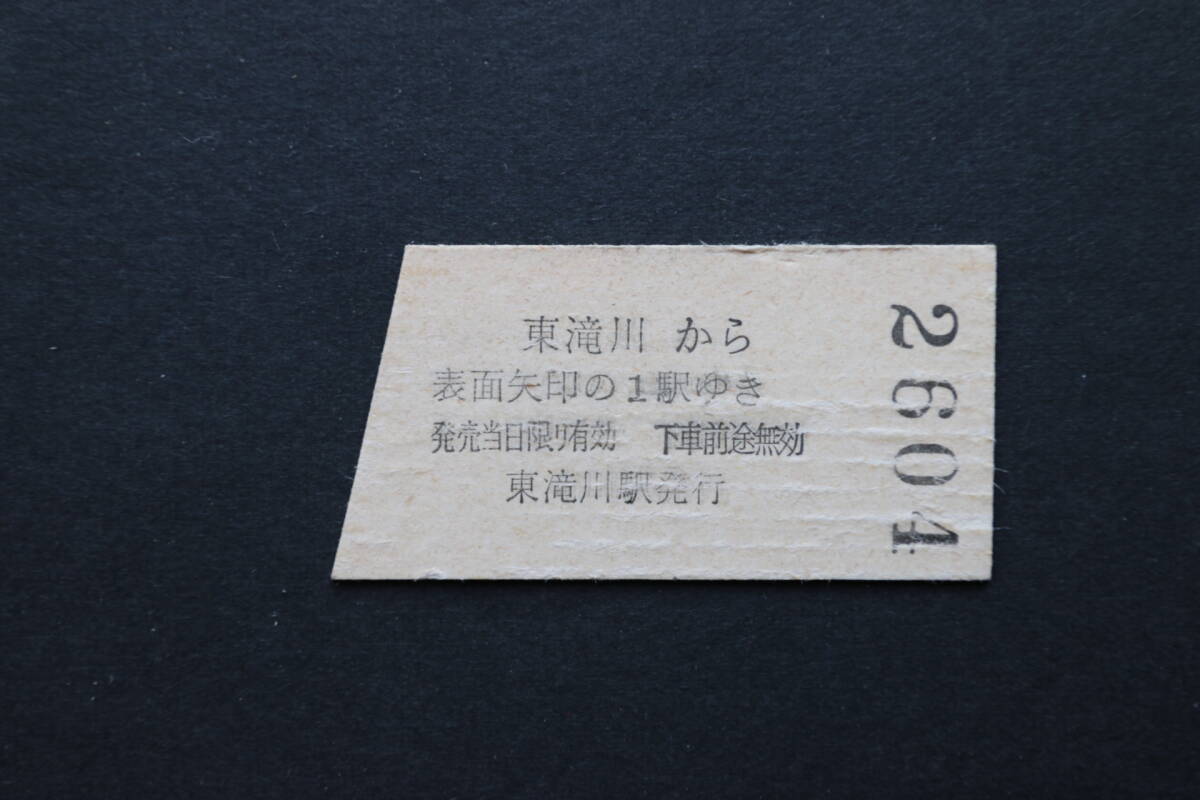 東滝川 から
表面矢印の1駅ゆき
発売当日限り有効 下車前途無効
東滝川駅発行
2604